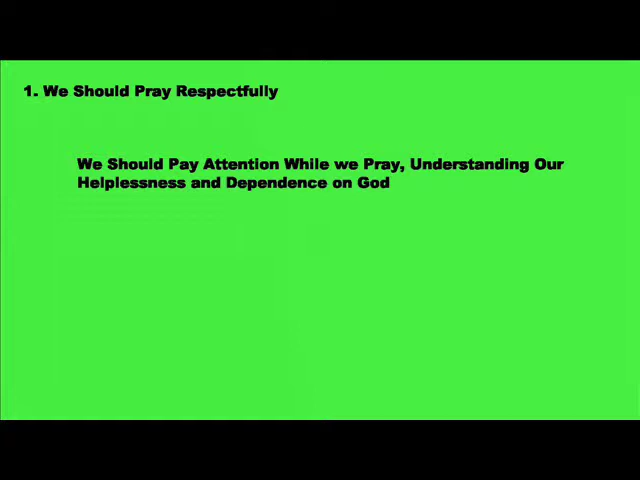 1. We Should Pray Respectfully
We Should Pay Attention While we Pray, Understanding Our
Helplessness and Dependence on God